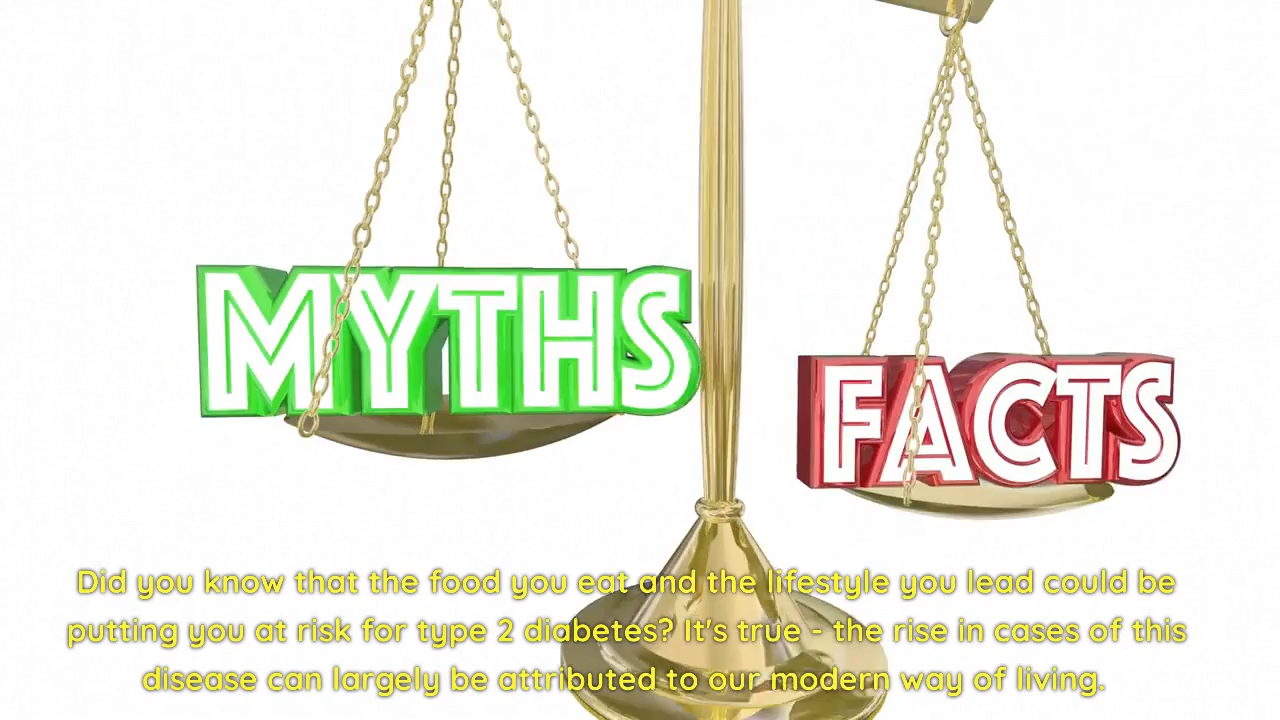 MYTHS
FACTS
Did you know that the food you eat and the lifestyle you lead could be
putting you at risk for type 2 diabetes? It's true - the rise in cases of this
disease can largely be attributed to our modern way of living.